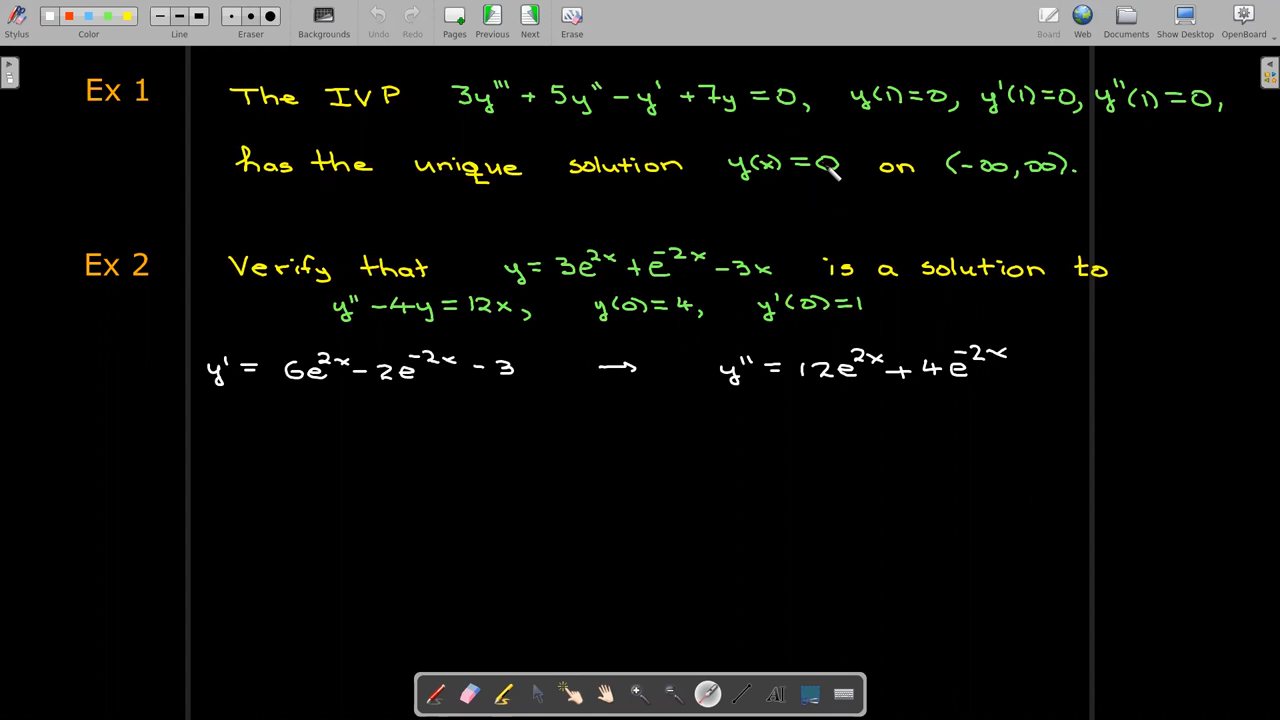 Stylus Color Line Eraser Backgrounds Undo Redo Pages Previous Next Erase Board Web Documents Show Desktop OpenBoard
Ex 1 The IVP 3y''' + 5y'' - y' + 7y = 0, y(1)=0, y'(1)=0, y''(1)=0,
has the unique solution y(x) = 0 on (-∞, ∞).
Ex 2 Verify that y = 3e^{2x} + e^{-2x} - 3x is a solution to
y'' - 4y = 12x, y(0)=4, y'(0)=1
y' = 6e^{2x} - 2e^{-2x} - 3 → y'' = 12e^{2x} + 4e^{-2x}
AI